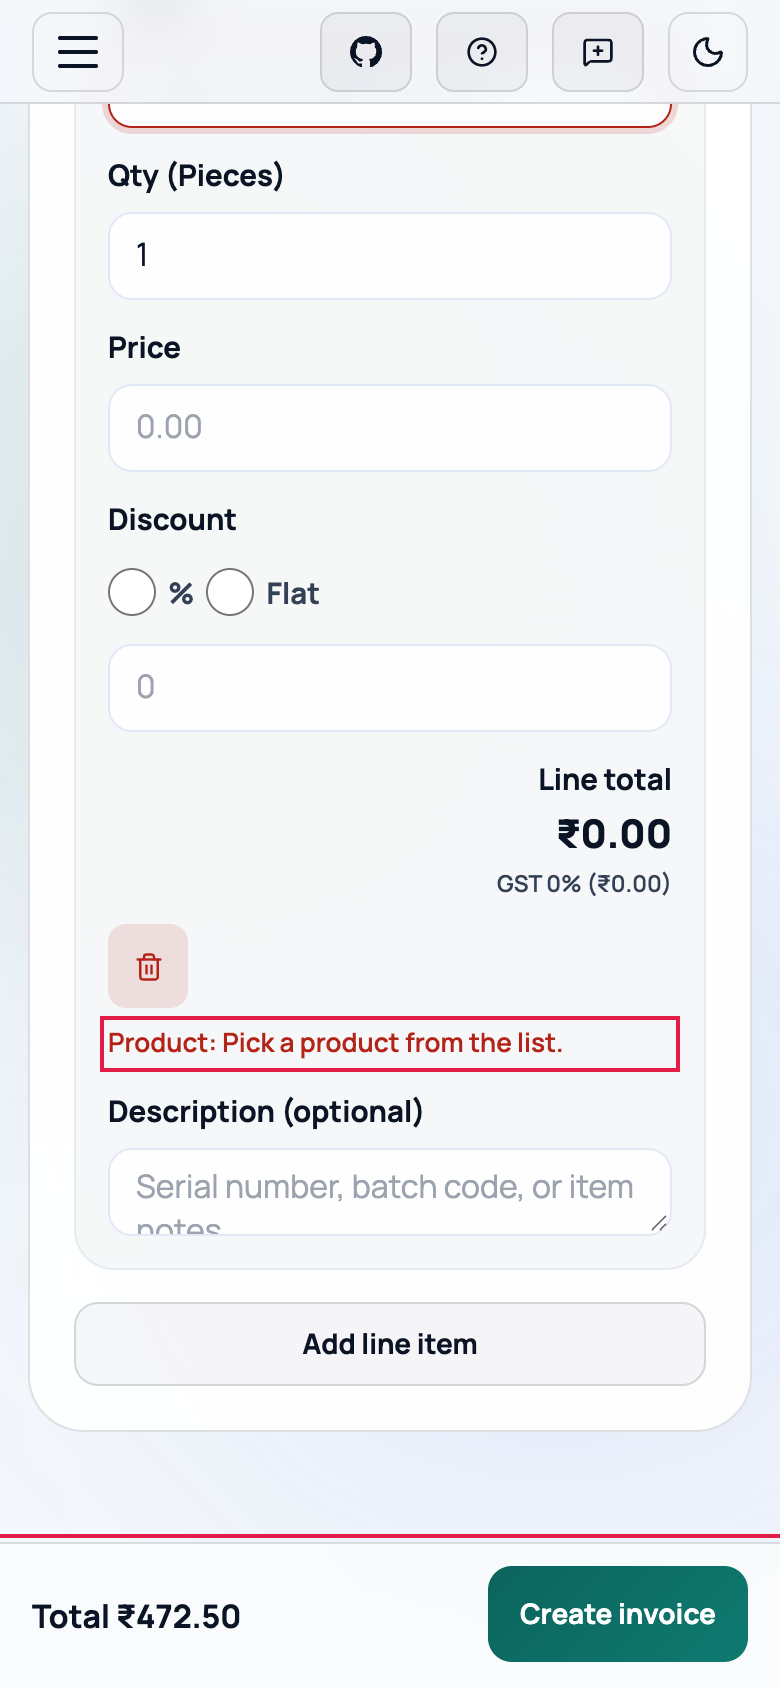 Qty (Pieces)
1
Price
0.00
Discount
% Flat
0
Line total
₹0.00
GST 0% (₹0.00)
Product: Pick a product from the list.
Description (optional)
Serial number, batch code, or item
notes
Add line item
Total ₹472.50
Create invoice